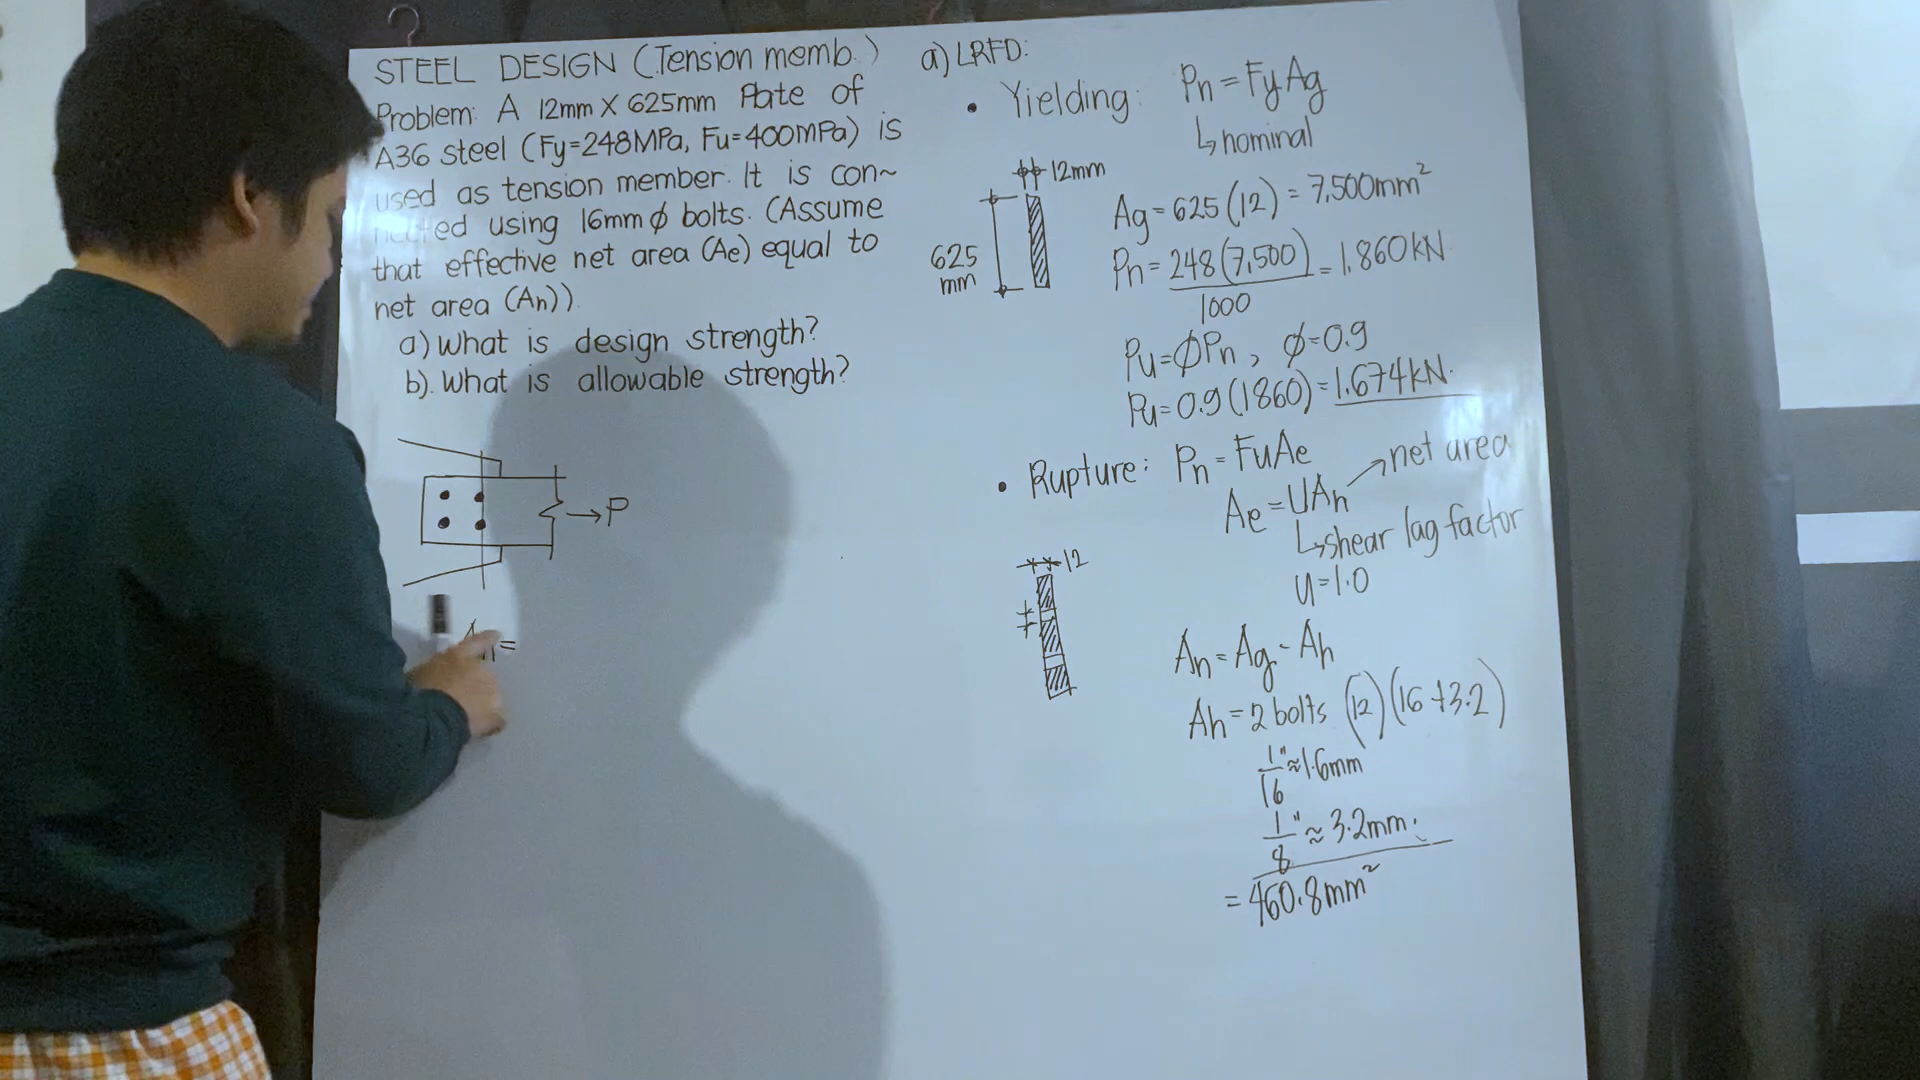 STEEL DESIGN (Tension memb.)
Problem: A 12mm X 625mm Plate of
A36 steel (Fy=248MPa, Fu=400MPa) is
used as tension member. It is con~
ted using 16mm ϕ bolts. (Assume
that effective net area (Ae) equal to
net area (An)).
a) What is design strength?
b). What is allowable strength?
→P
=
a) LRFD:
• Yielding: Pn = FyAg
↳ nominal
12mm
625
mm
Ag = 625 (12) = 7,500mm²
Pn = 248(7,500) = 1,860kN
1000
Pu = ϕPn, ϕ=0.9
Pu = 0.9(1860) = 1,674kN.
• Rupture: Pn = FuAe
Ae = UAn → net area
↳ shear lag factor
U = 1.0
12
An = Ag - Ah
Ah = 2 bolts (12)(16+3.2)
1"/16 ≈ 1.6mm
1"/8 ≈ 3.2mm.
= 460.8mm²